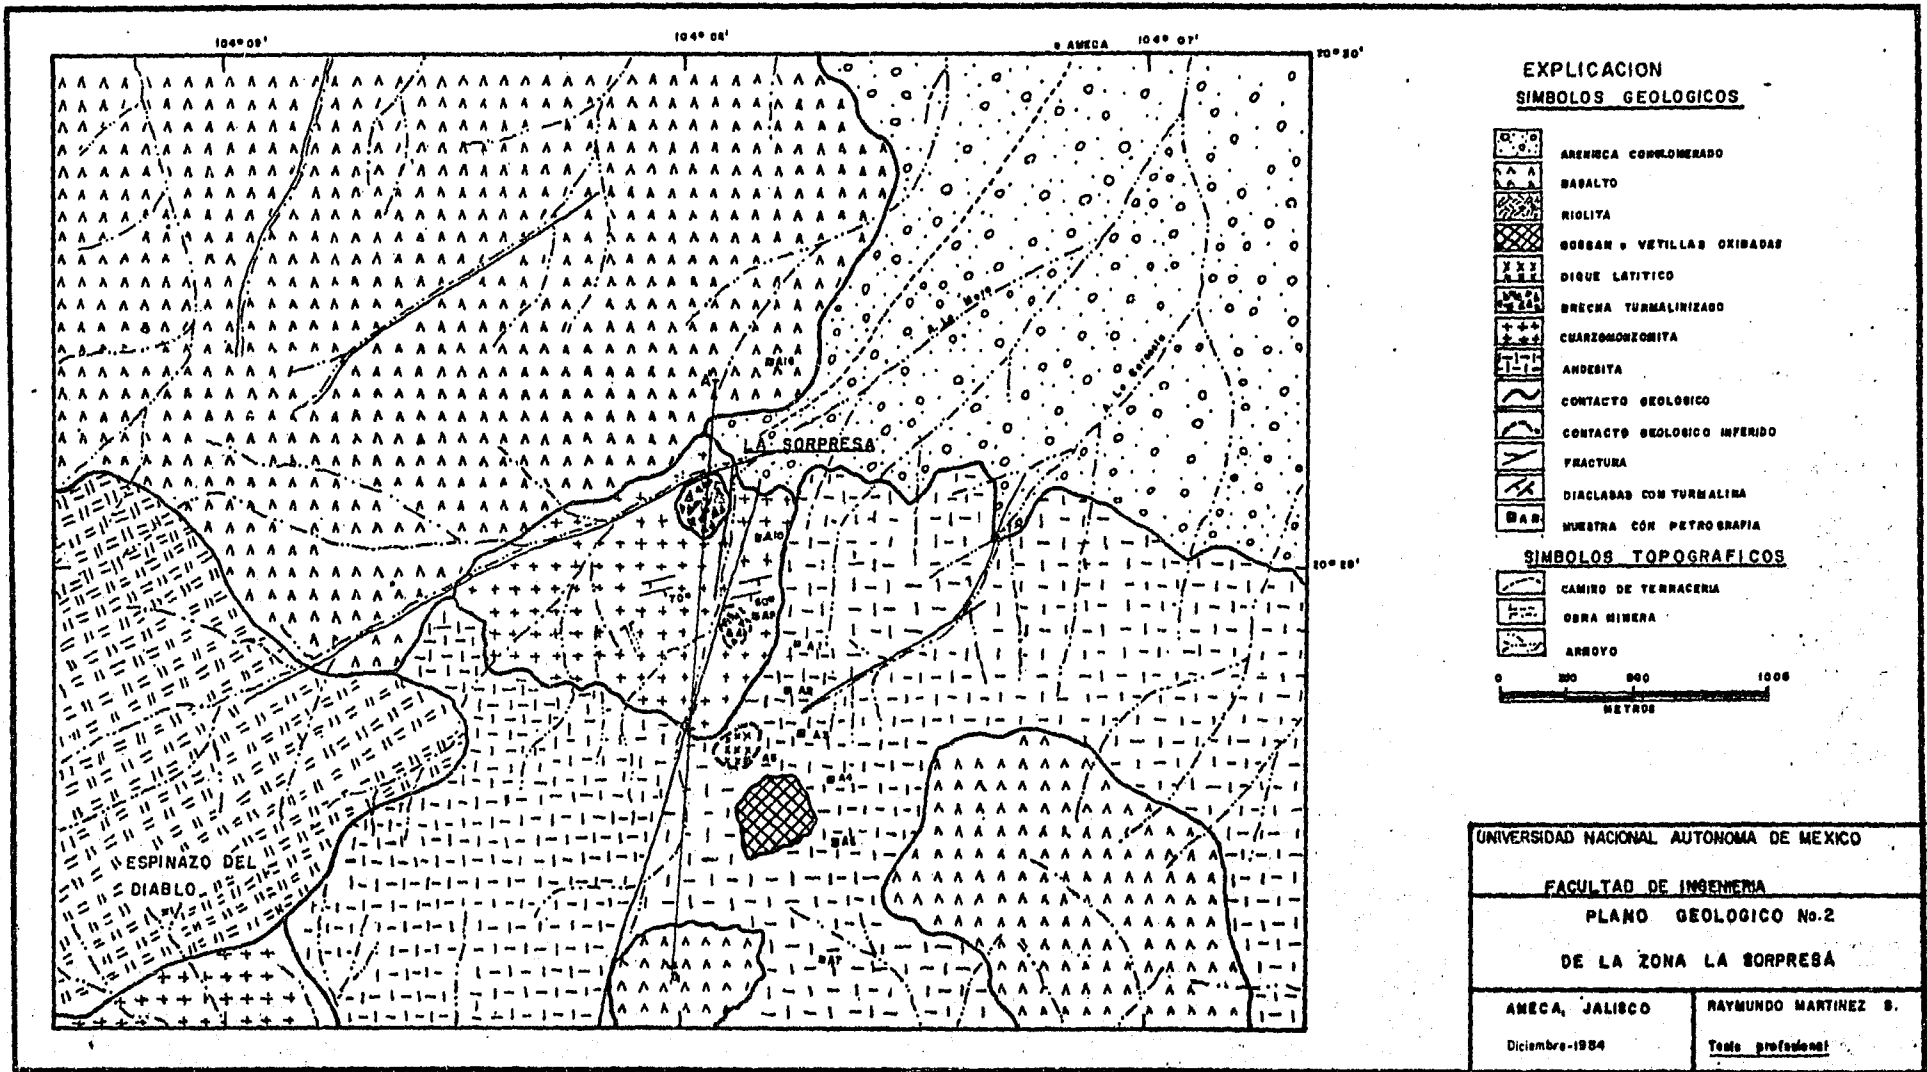 104° 09'
104° 08'
a AMECA
104° 07'
20° 30'
A La Mora
LA SORPRESA
20° 29'
70°
60°
ESPINAZO DEL
DIABLO
EXPLICACION
SIMBOLOS GEOLOGICOS
ARENISCA CONGLOMERADO
BASALTO
RIOLITA
GOSSAN o VETILLAS OXIDADAS
DIQUE LATITICO
BRECHA TURMALINIZADO
CUARZOMONZONITA
ANDESITA
CONTACTO GEOLOGICO
CONTACTO GEOLOGICO INFERIDO
FRACTURA
DIACLASAS CON TURMALINA
MUESTRA CON PETROGRAFIA
SIMBOLOS TOPOGRAFICOS
CAMINO DE TERRACERIA
OBRA MINERA
ARROYO
0
METROS
UNIVERSIDAD NACIONAL AUTONOMA DE MEXICO
FACULTAD DE INGENIERIA
PLANO GEOLOGICO No.2
DE LA ZONA LA SORPRESA
AMECA, JALISCO
Diciembre-1984
RAYMUNDO MARTINEZ S.
Tesis profesional